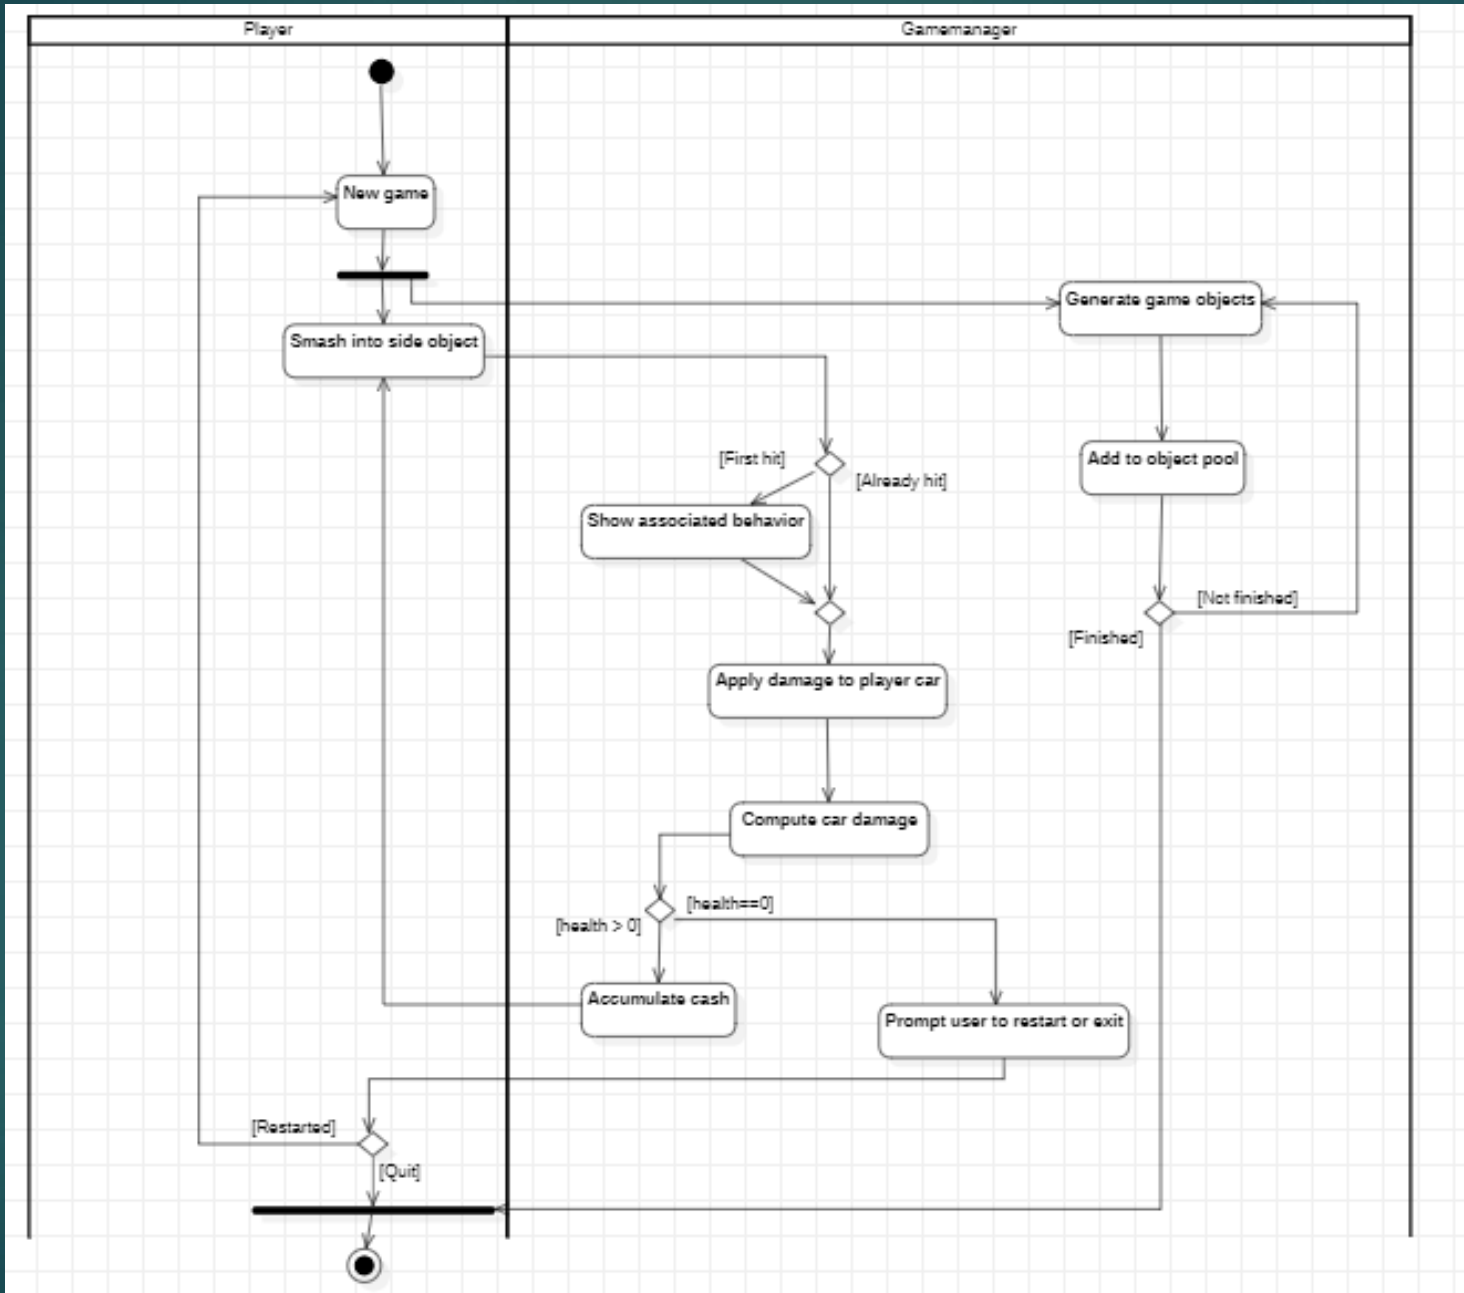 Player
Gamemanager
New game
Generate game objects
Smash into side object
[First hit]
[Already hit]
Add to object pool
Show associated behavior
[Not finished]
[Finished]
Apply damage to player car
Compute car damage
[health==0]
[health > 0]
Accumulate cash
Prompt user to restart or exit
[Restarted]
[Quit]